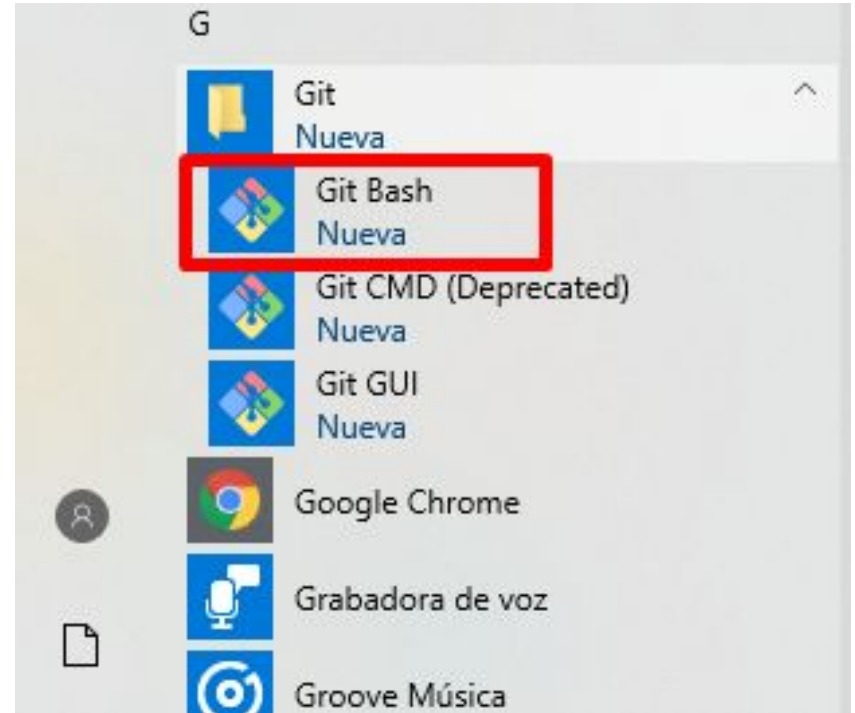 G
Git
Nueva
Git Bash
Nueva
Git CMD (Deprecated)
Nueva
Git GUI
Nueva
Google Chrome
Grabadora de voz
Groove Música